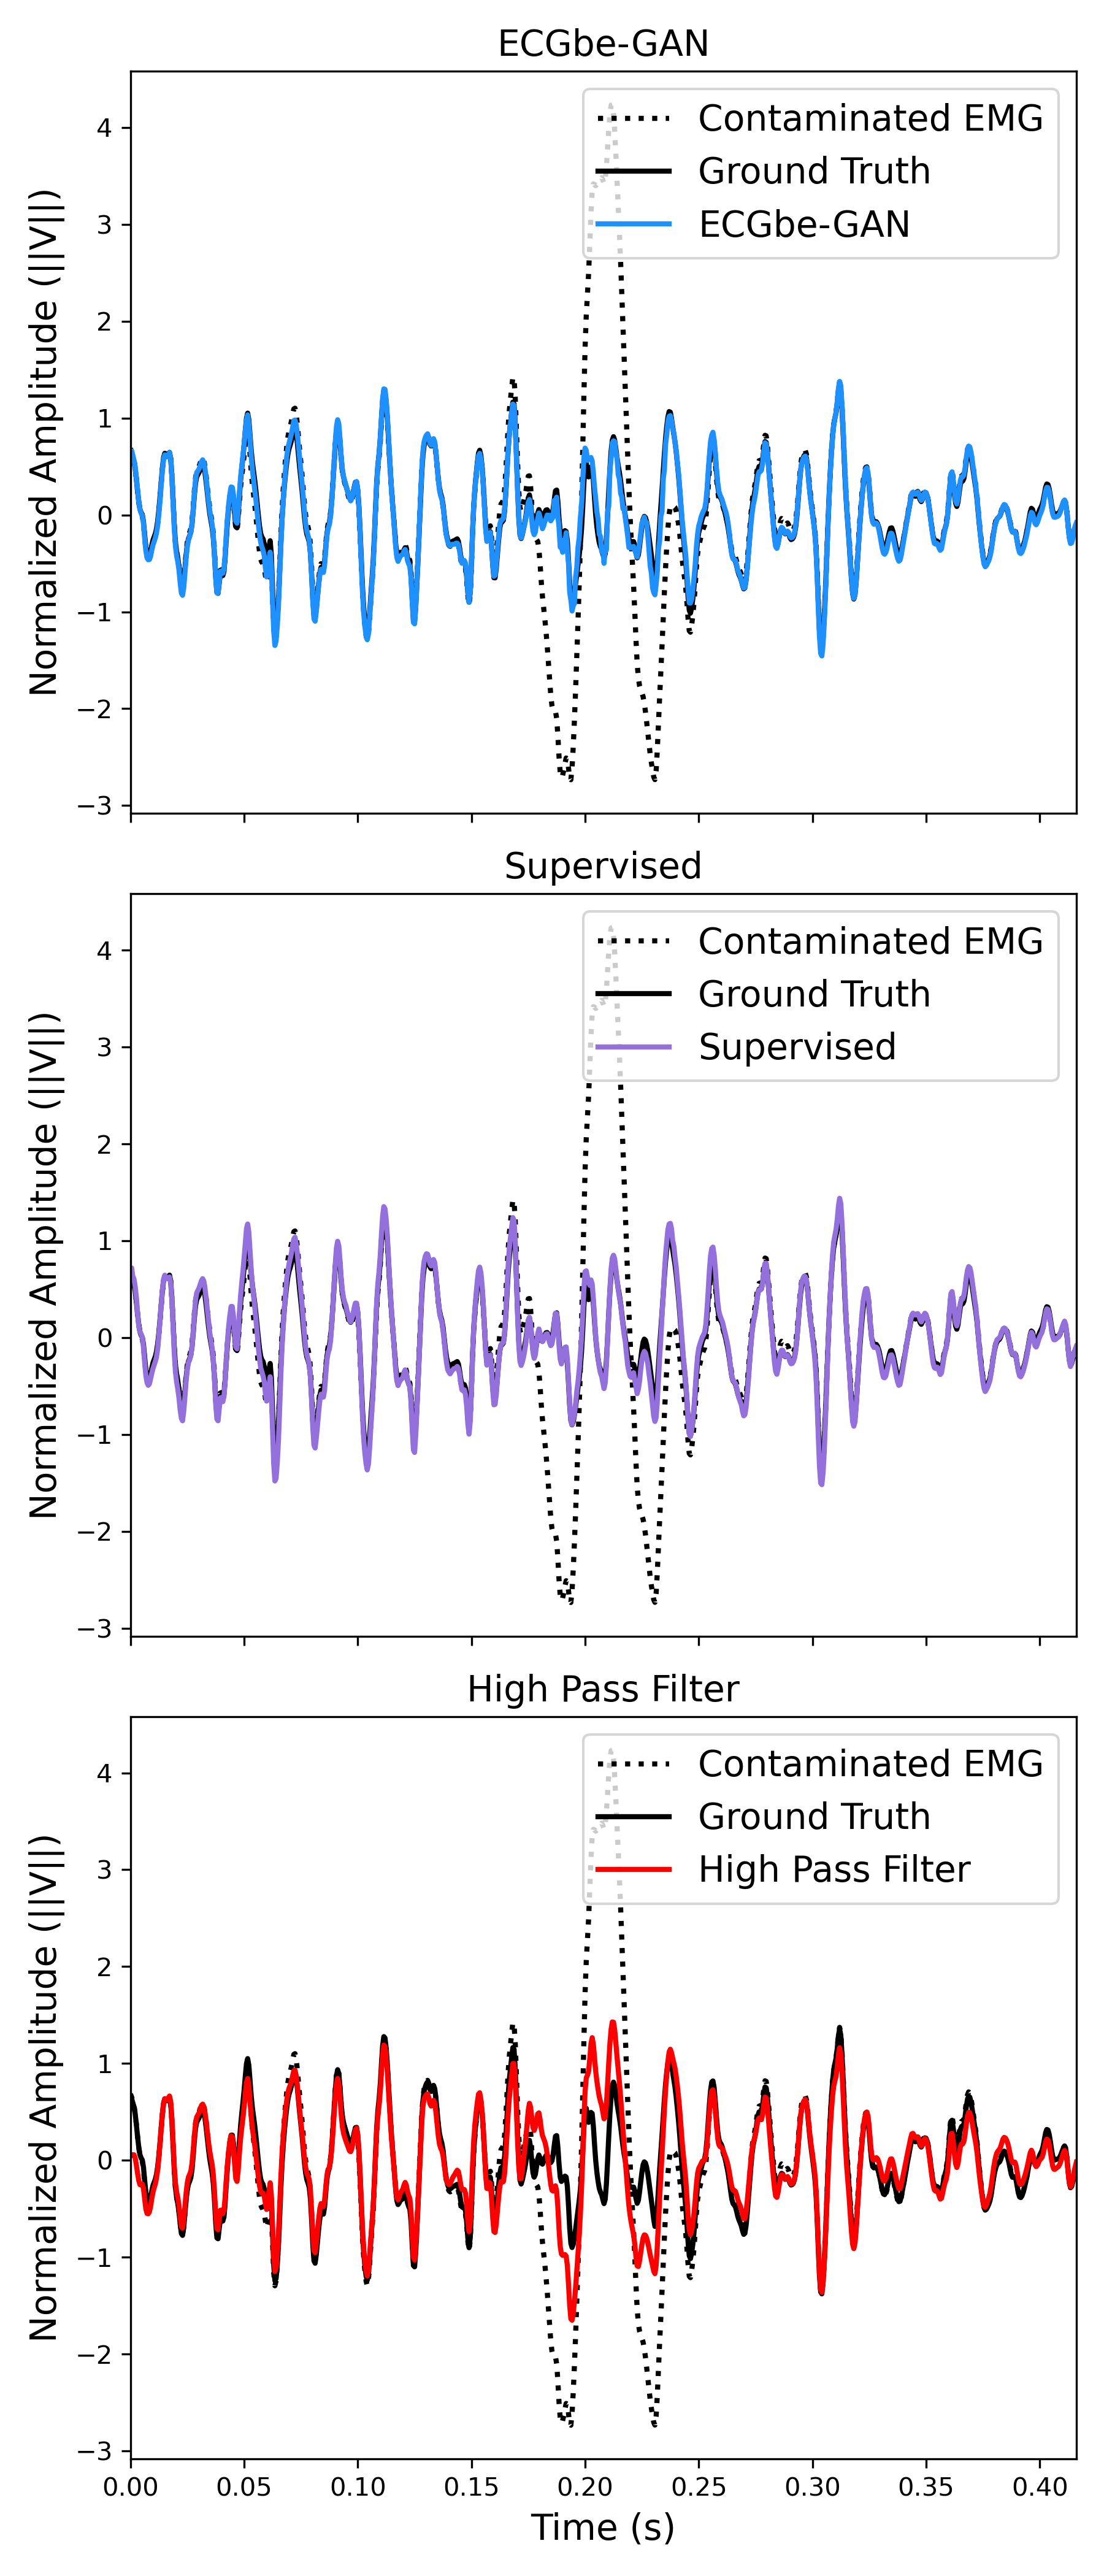 ECGbe-GAN
Contaminated EMG
Ground Truth
ECGbe-GAN
Normalized Amplitude (||V||)
4
3
2
1
0
−1
−2
−3
Supervised
Contaminated EMG
Ground Truth
Supervised
Normalized Amplitude (||V||)
4
3
2
1
0
−1
−2
−3
High Pass Filter
Contaminated EMG
Ground Truth
High Pass Filter
Normalized Amplitude (||V||)
4
3
2
1
0
−1
−2
−3
0.00 0.05 0.10 0.15 0.20 0.25 0.30 0.35 0.40
Time (s)